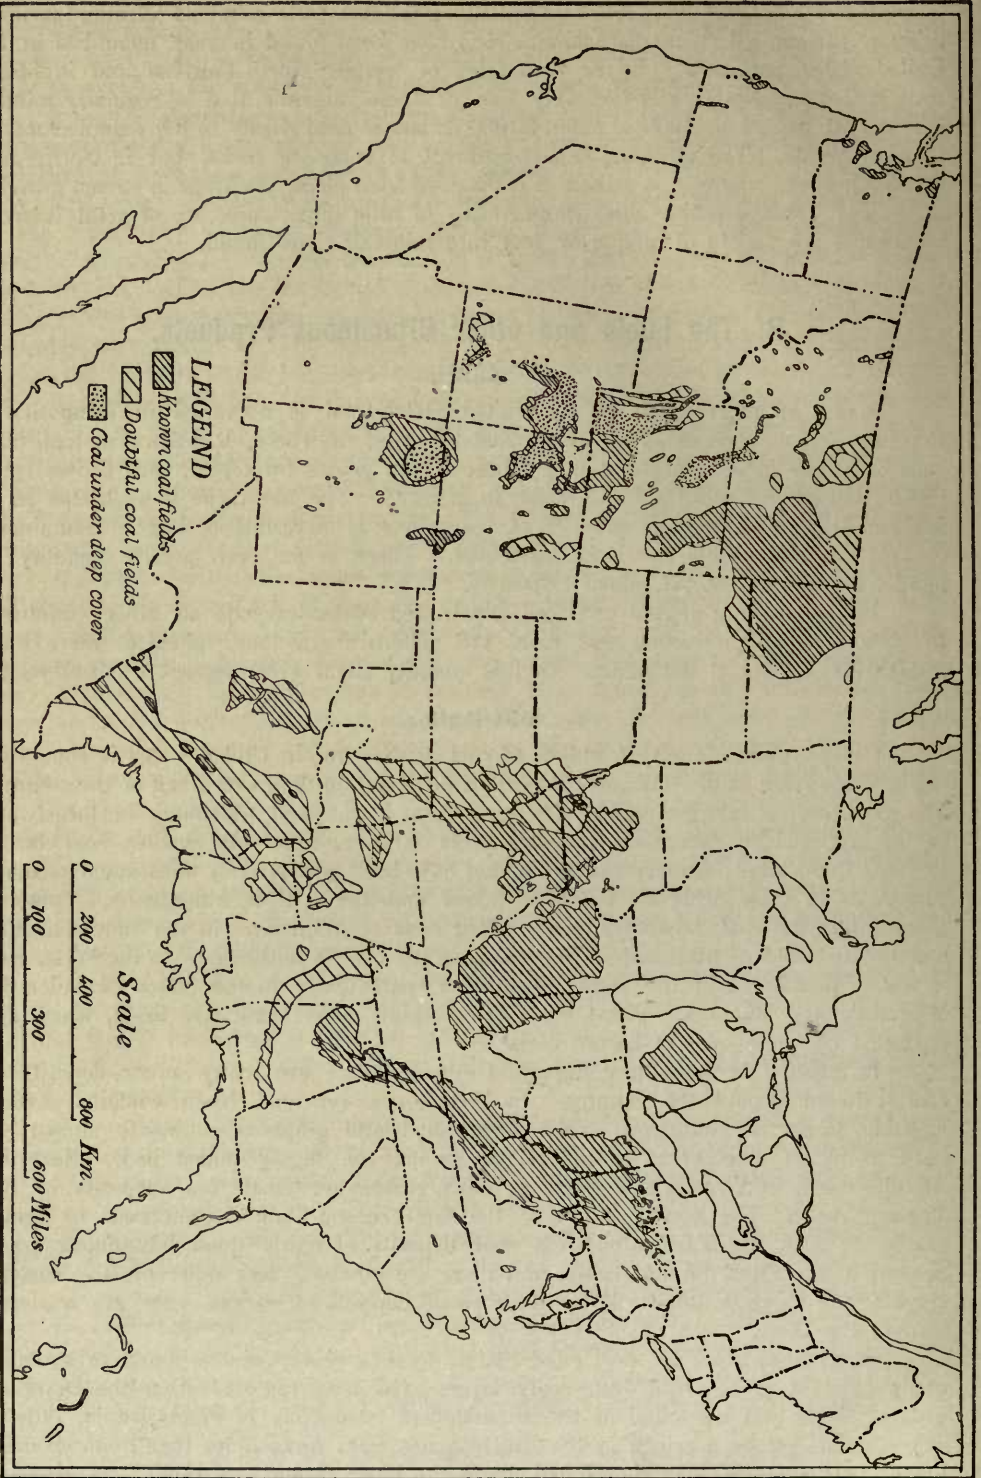 LEGEND
Known coal fields
Doubtful coal fields
Coal under deep cover
Scale
0 200 400 800 Km.
0 100 300 600 Miles